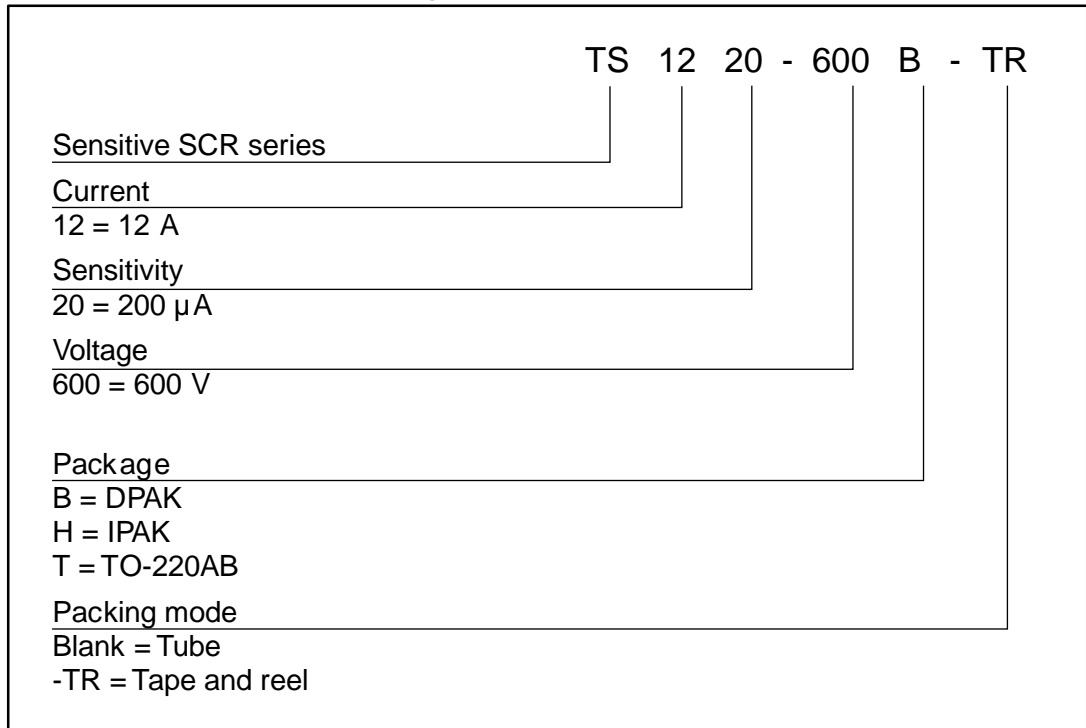 TS 12 20 - 600 B - TR
Sensitive SCR series
Current
12 = 12 A
Sensitivity
20 = 200 µA
Voltage
600 = 600 V
Package
B = DPAK
H = IPAK
T = TO-220AB
Packing mode
Blank = Tube
-TR = Tape and reel